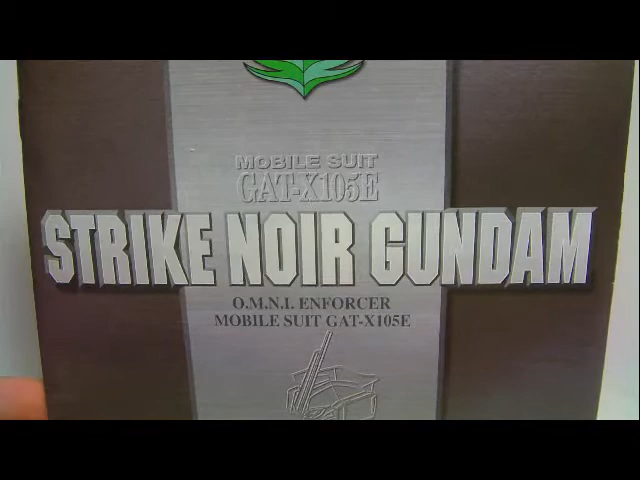 MOBILE SUIT
GAT-X105E
STRIKE NOIR GUNDAM
O.M.N.I. ENFORCER
MOBILE SUIT GAT-X105E